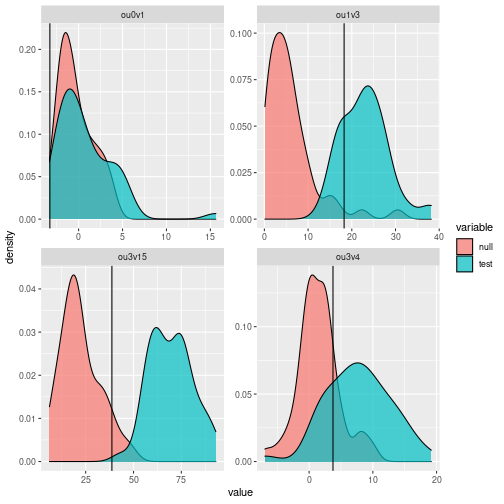 ou0v1
ou1v3
0.20
0.15
0.10
0.05
0.00
0 5 10 15
0.100
0.075
0.050
0.025
0.000
0 10 20 30 40
density
variable
null
test
ou3v15
ou3v4
0.04
0.03
0.02
0.01
0.00
25 50 75
0.10
0.05
0.00
0 10 20
value